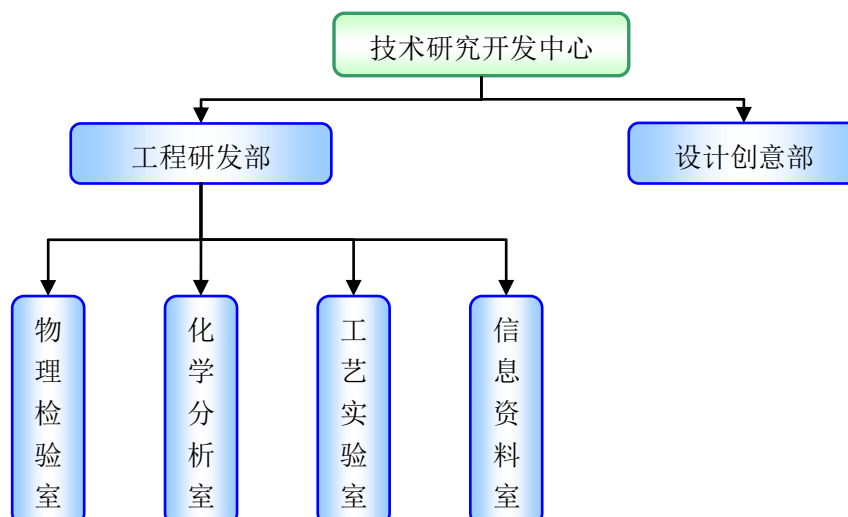 技术研究开发中心
工程研发部
设计创意部
物理检验室
化学分析室
工艺实验室
信息资料室